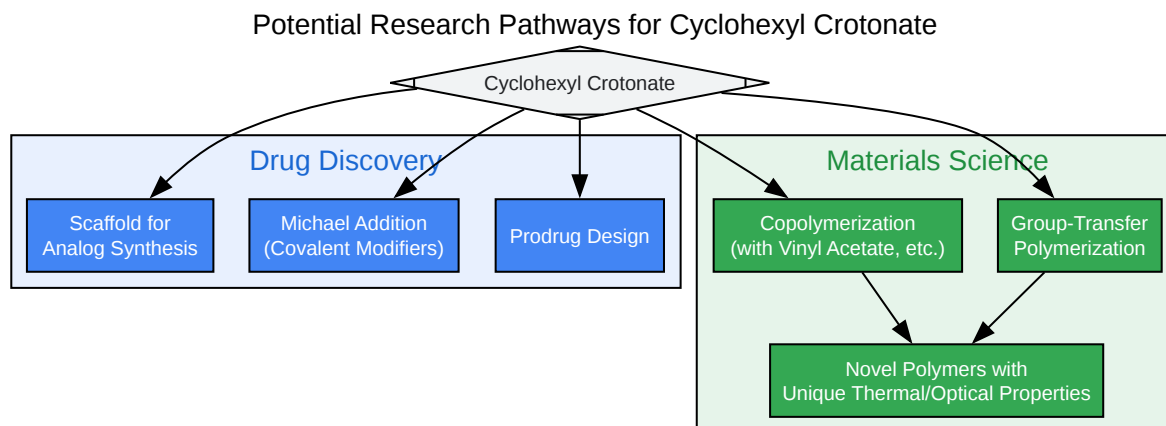 Potential Research Pathways for Cyclohexyl Crotonate
Cyclohexyl Crotonate
Drug Discovery
Materials Science
Scaffold for
Analog Synthesis
Michael Addition
(Covalent Modifiers)
Prodrug Design
Copolymerization
(with Vinyl Acetate, etc.)
Group-Transfer
Polymerization
Novel Polymers with
Unique Thermal/Optical Properties